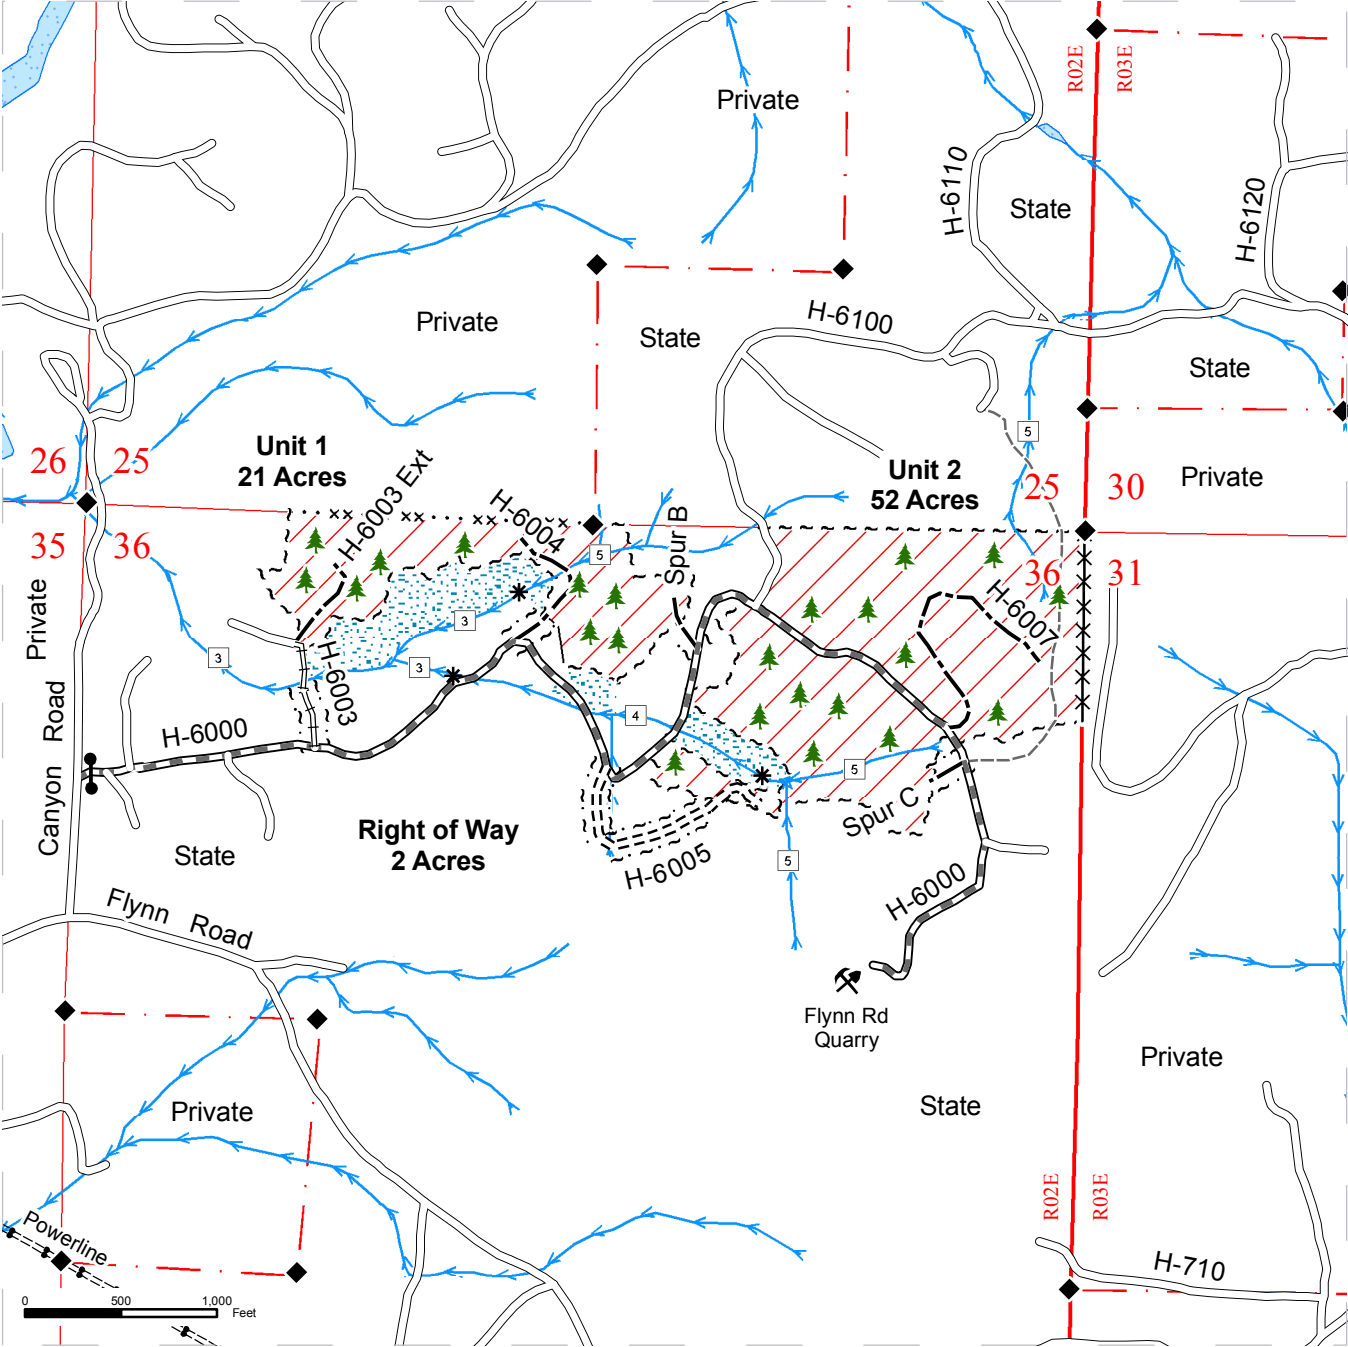 R02E
R03E
Private
H-6110
State
H-6120
Private
State
H-6100
State
26
25
Unit 1
21 Acres
H-6003 Ext
H-6004
Unit 2
52 Acres
5
25
30
Private
35
36
Spur B
5
36
31
Private
3
3
3
H-6003
H-6007
Canyon Road
H-6000
4
5
Spur C
Right of Way
2 Acres
State
H-6005
5
H-6000
Flynn Road
Flynn Rd
Quarry
Private
State
Private
R02E
R03E
Powerline
H-710
0 500 1,000
Feet